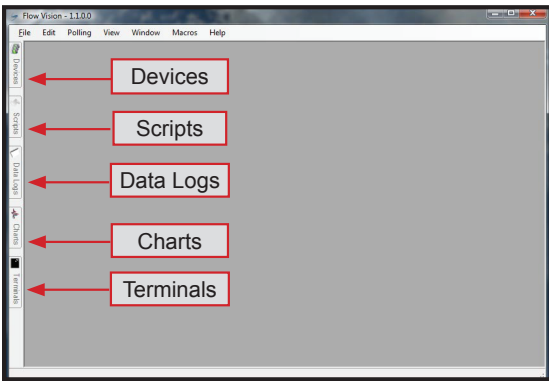 Flow Vision - 1.1.0.0
File Edit Polling View Window Macros Help
Devices
Scripts
Data Logs
Charts
Terminals
Devices
Scripts
Data Logs
Charts
Terminals